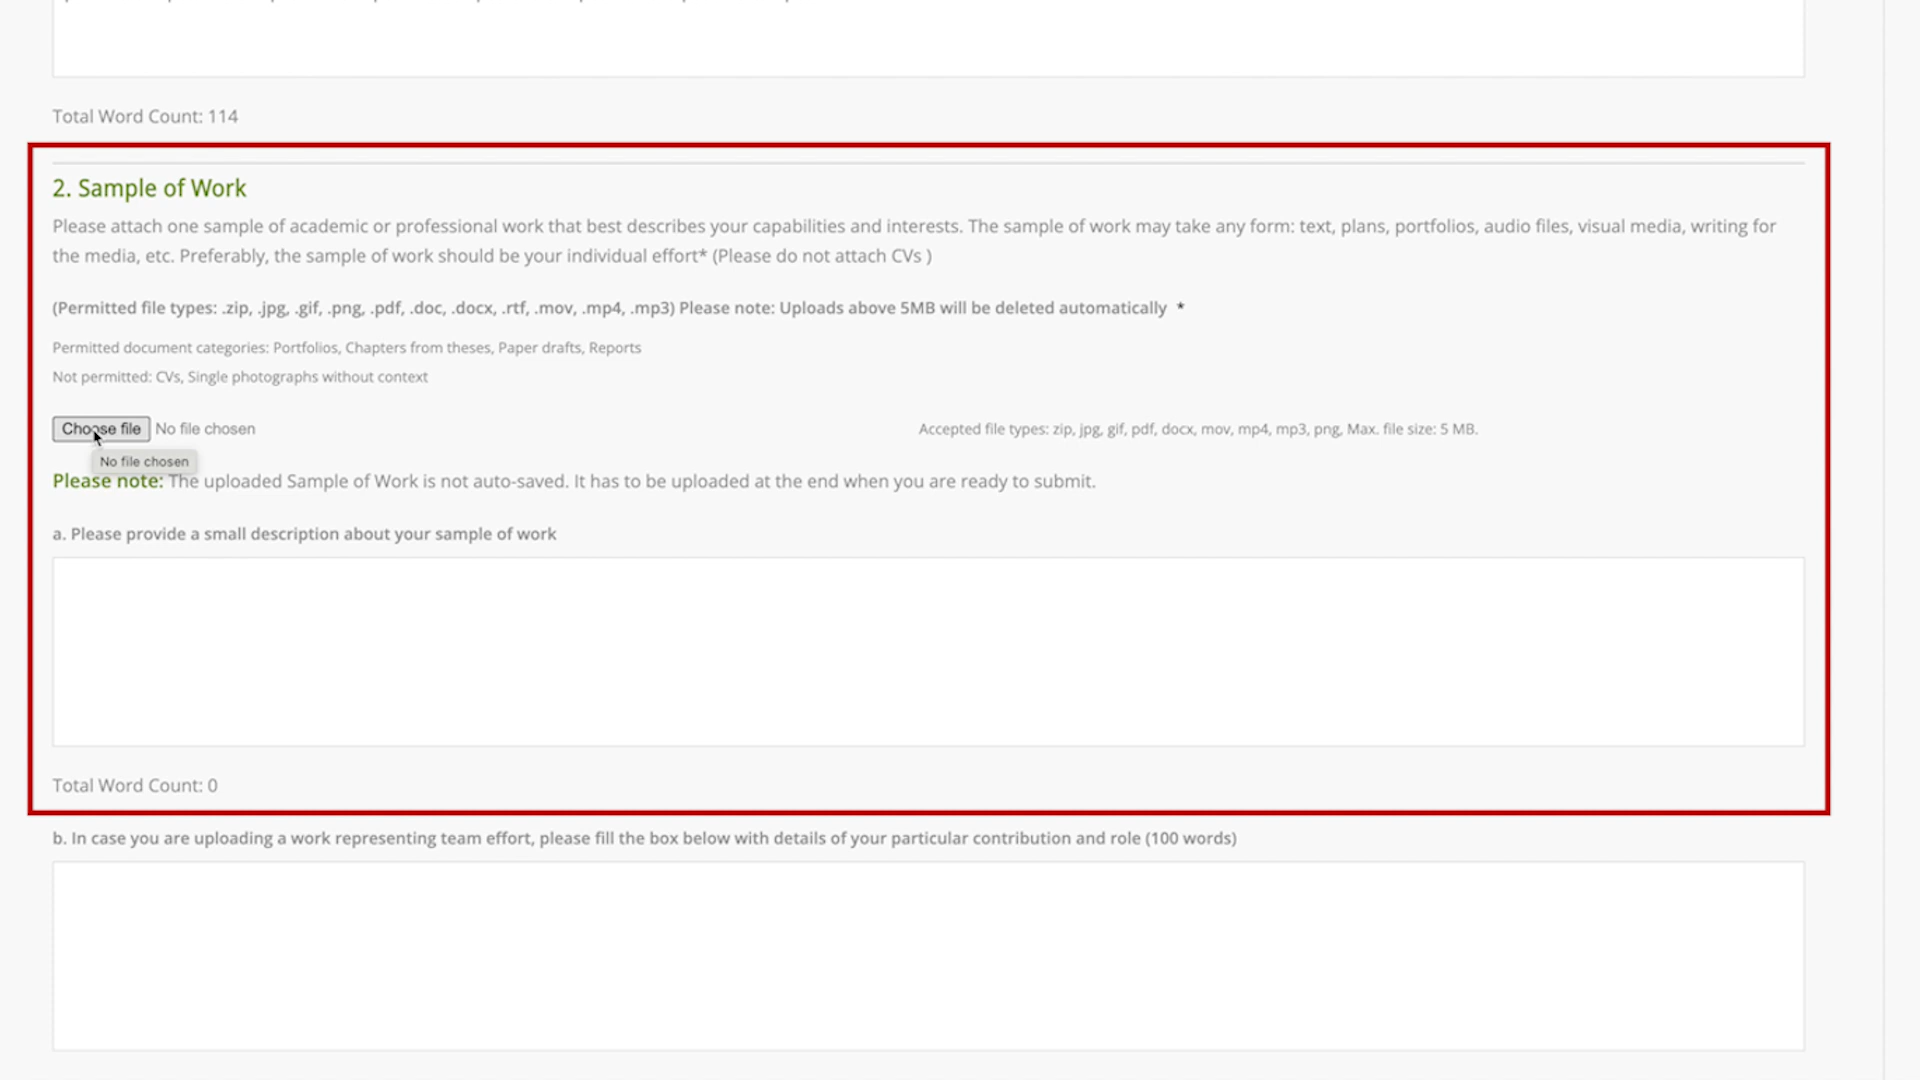 Total Word Count: 114
2. Sample of Work
Please attach one sample of academic or professional work that best describes your capabilities and interests. The sample of work may take any form: text, plans, portfolios, audio files, visual media, writing for
the media, etc. Preferably, the sample of work should be your individual effort* (Please do not attach CVs )
(Permitted file types: .zip, .jpg, .gif, .png, .pdf, .doc, .docx, .rtf, .mov, .mp4, .mp3) Please note: Uploads above 5MB will be deleted automatically *
Permitted document categories: Portfolios, Chapters from theses, Paper drafts, Reports
Not permitted: CVs, Single photographs without context
Choose file No file chosen Accepted file types: zip, jpg, gif, pdf, docx, mov, mp4, mp3, png, Max. file size: 5 MB.
No file chosen
Please note: The uploaded Sample of Work is not auto-saved. It has to be uploaded at the end when you are ready to submit.
a. Please provide a small description about your sample of work
Total Word Count: 0
b. In case you are uploading a work representing team effort, please fill the box below with details of your particular contribution and role (100 words)